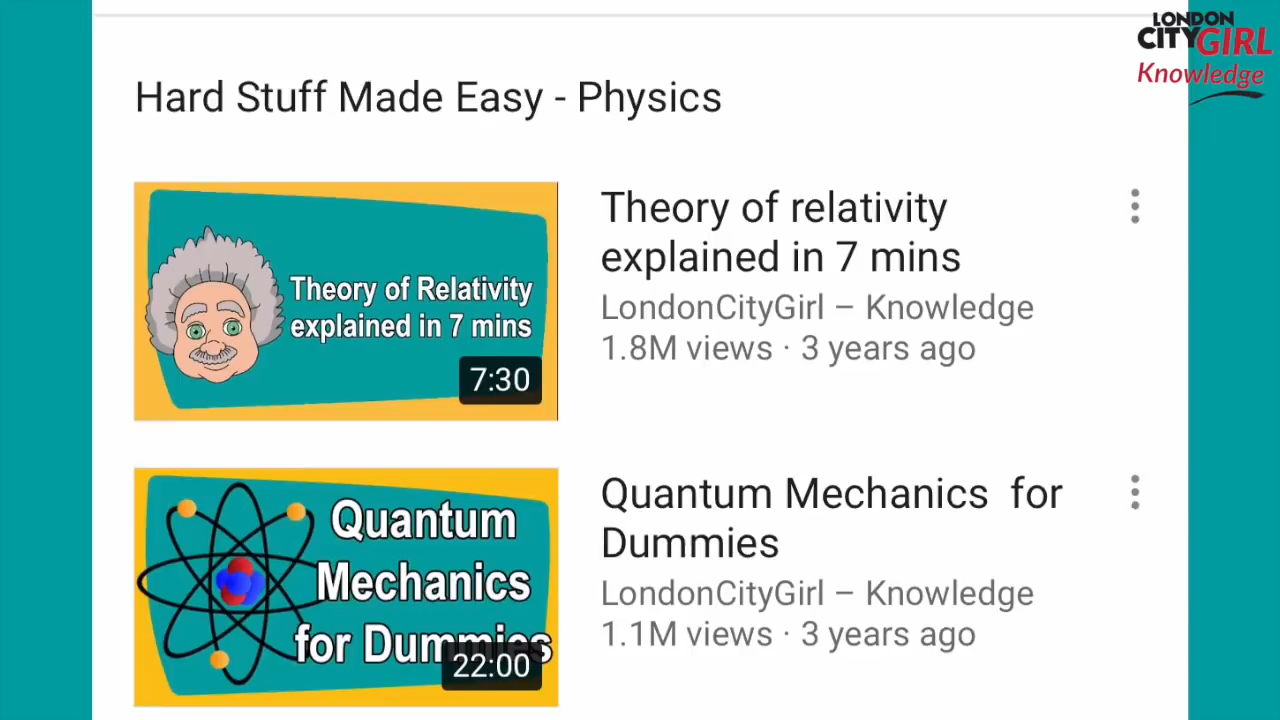 LONDON
CITYGIRL
Knowledge
Hard Stuff Made Easy - Physics
Theory of Relativity
explained in 7 mins
7:30
Theory of relativity
explained in 7 mins
LondonCityGirl – Knowledge
1.8M views · 3 years ago
Quantum
Mechanics
for Dummies
22:00
Quantum Mechanics for
Dummies
LondonCityGirl – Knowledge
1.1M views · 3 years ago